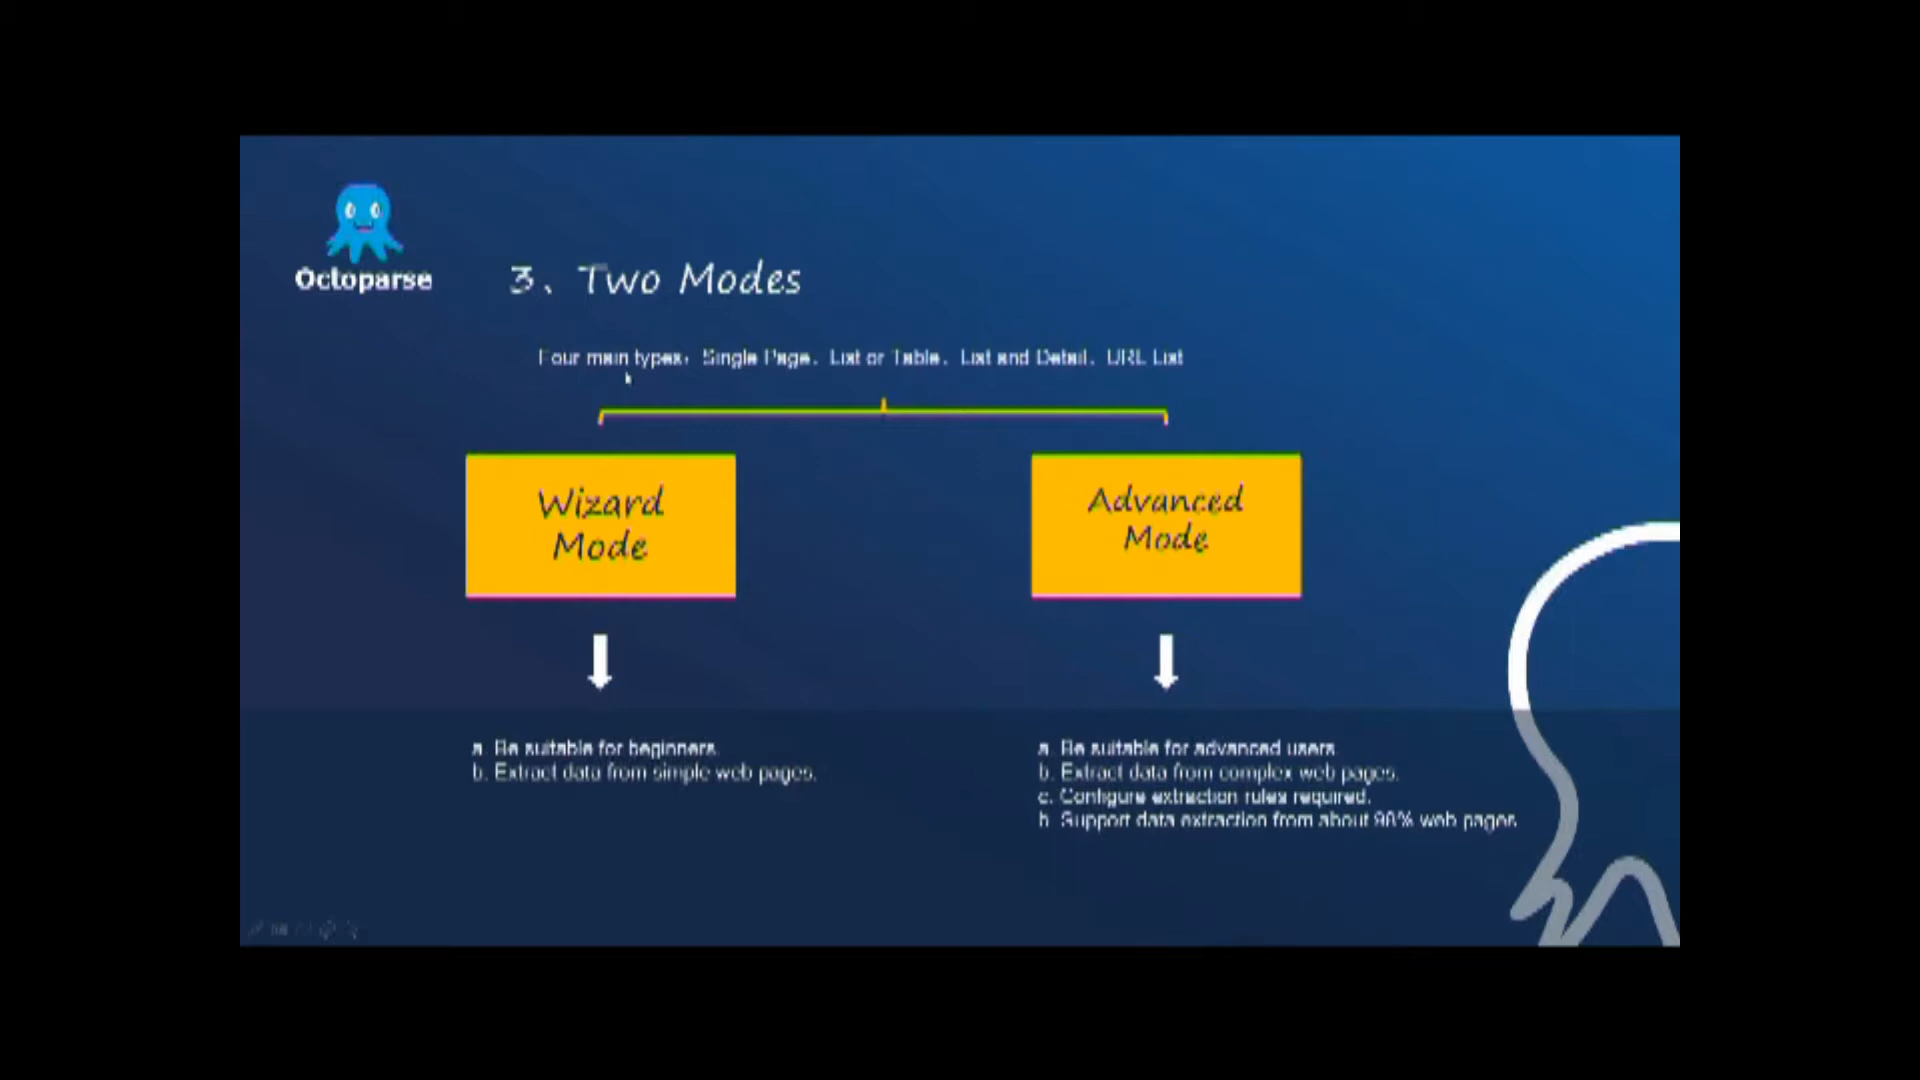 Octoparse
3、Two Modes
Four main types: Single Page、List or Table、List and Detail、URL List
Wizard
Mode
Advanced
Mode
a. Be suitable for beginners.
b. Extract data from simple web pages.
a. Be suitable for advanced users.
b. Extract data from complex web pages.
c. Configure extraction rules required.
h. Support data extraction from about 98% web pages